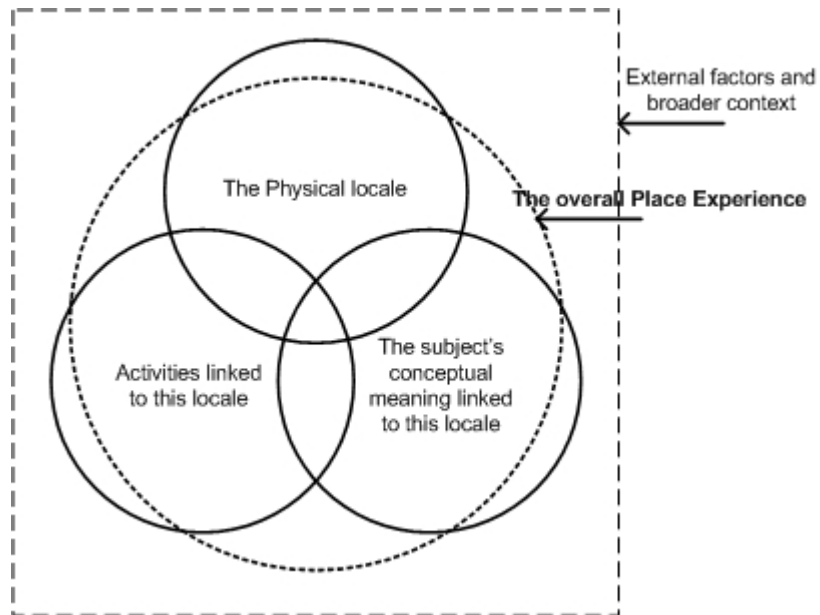 External factors and
broader context
The Physical locale
The overall Place Experience
Activities linked
to this locale
The subject's
conceptual
meaning linked
to this locale